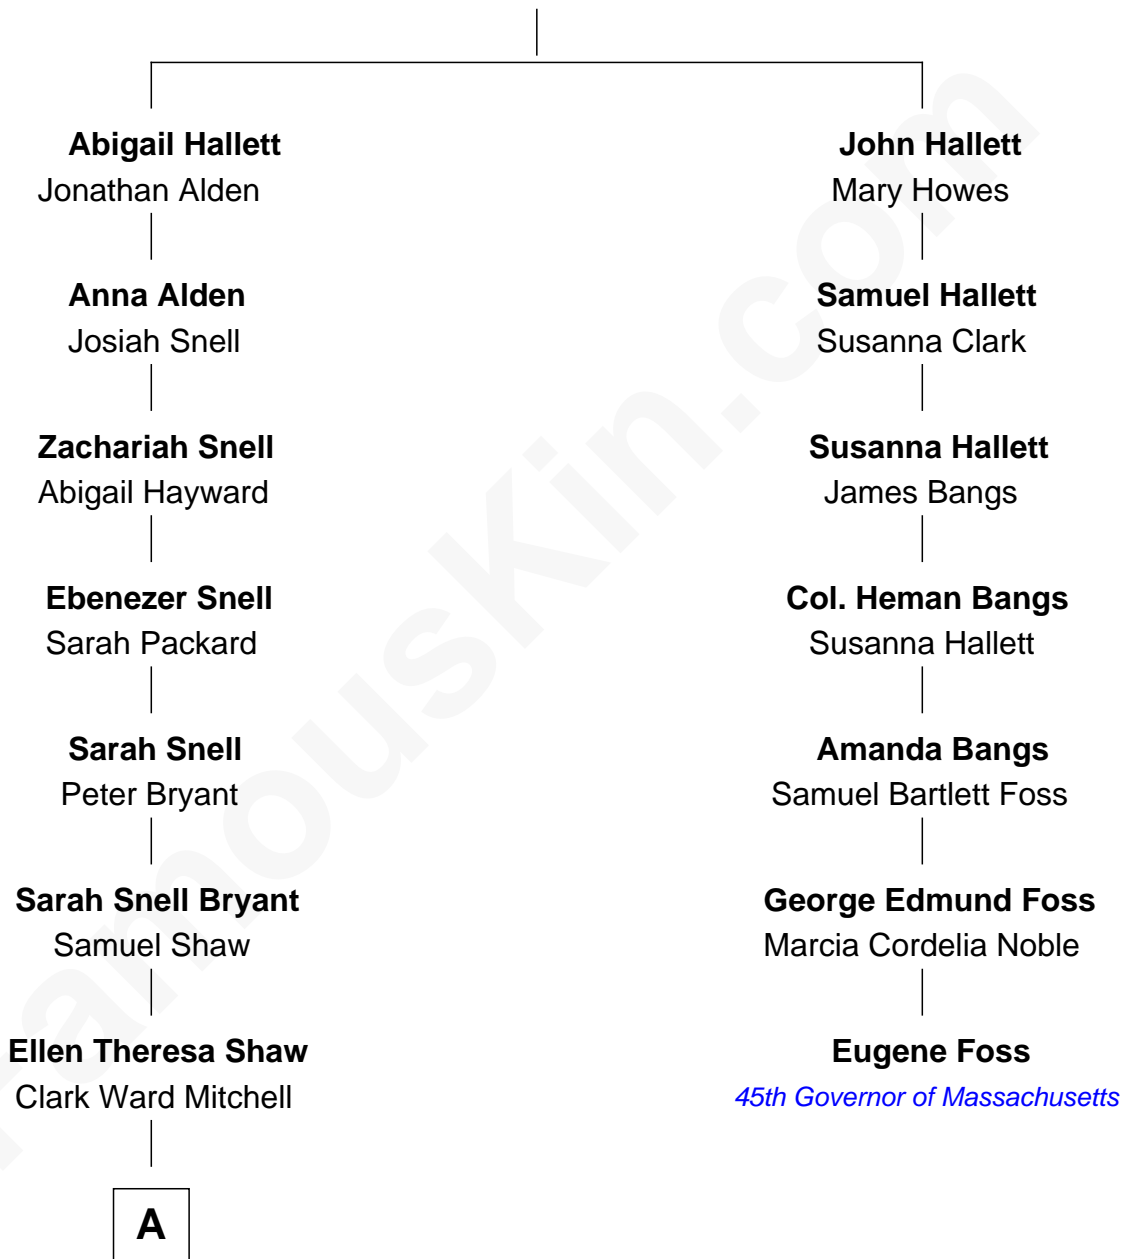 Abigail Hallett
Jonathan Alden
Anna Alden
Josiah Snell
Zachariah Snell
Abigail Hayward
Ebenezer Snell
Sarah Packard
Sarah Snell
Peter Bryant
Sarah Snell Bryant
Samuel Shaw
Ellen Theresa Shaw
Clark Ward Mitchell
A
John Hallett
Mary Howes
Samuel Hallett
Susanna Clark
Susanna Hallett
James Bangs
Col. Heman Bangs
Susanna Hallett
Amanda Bangs
Samuel Bartlett Foss
George Edmund Foss
Marcia Cordelia Noble
Eugene Foss
45th Governor of Massachusetts
FamousKin.com